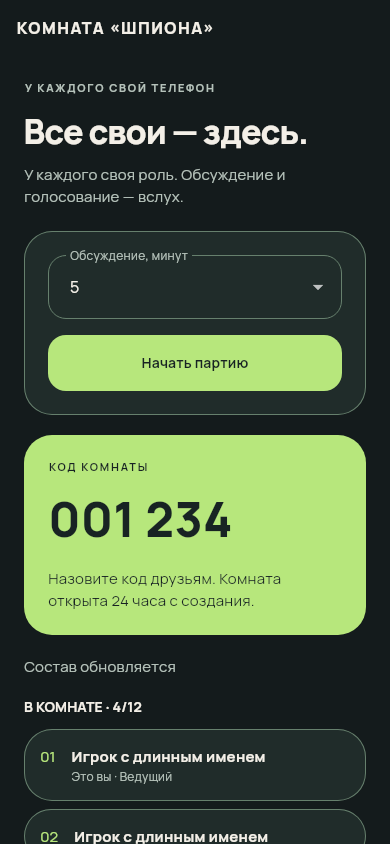 КОМНАТА «ШПИОНА»
У КАЖДОГО СВОЙ ТЕЛЕФОН
Все свои — здесь.
У каждого своя роль. Обсуждение и
голосование — вслух.
Обсуждение, минут
5
Начать партию
КОД КОМНАТЫ
001 234
Назовите код друзьям. Комната
открыта 24 часа с создания.
Состав обновляется
В КОМНАТЕ · 4/12
01 Игрок с длинным именем
Это вы · Ведущий
02 Игрок с длинным именем